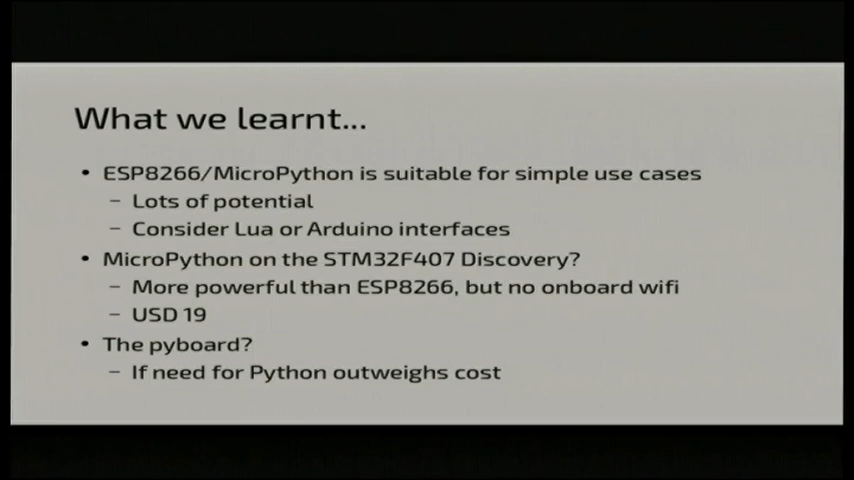 What we learnt...
• ESP8266/MicroPython is suitable for simple use cases
– Lots of potential
– Consider Lua or Arduino interfaces
• MicroPython on the STM32F407 Discovery?
– More powerful than ESP8266, but no onboard wifi
– USD 19
• The pyboard?
– If need for Python outweighs cost